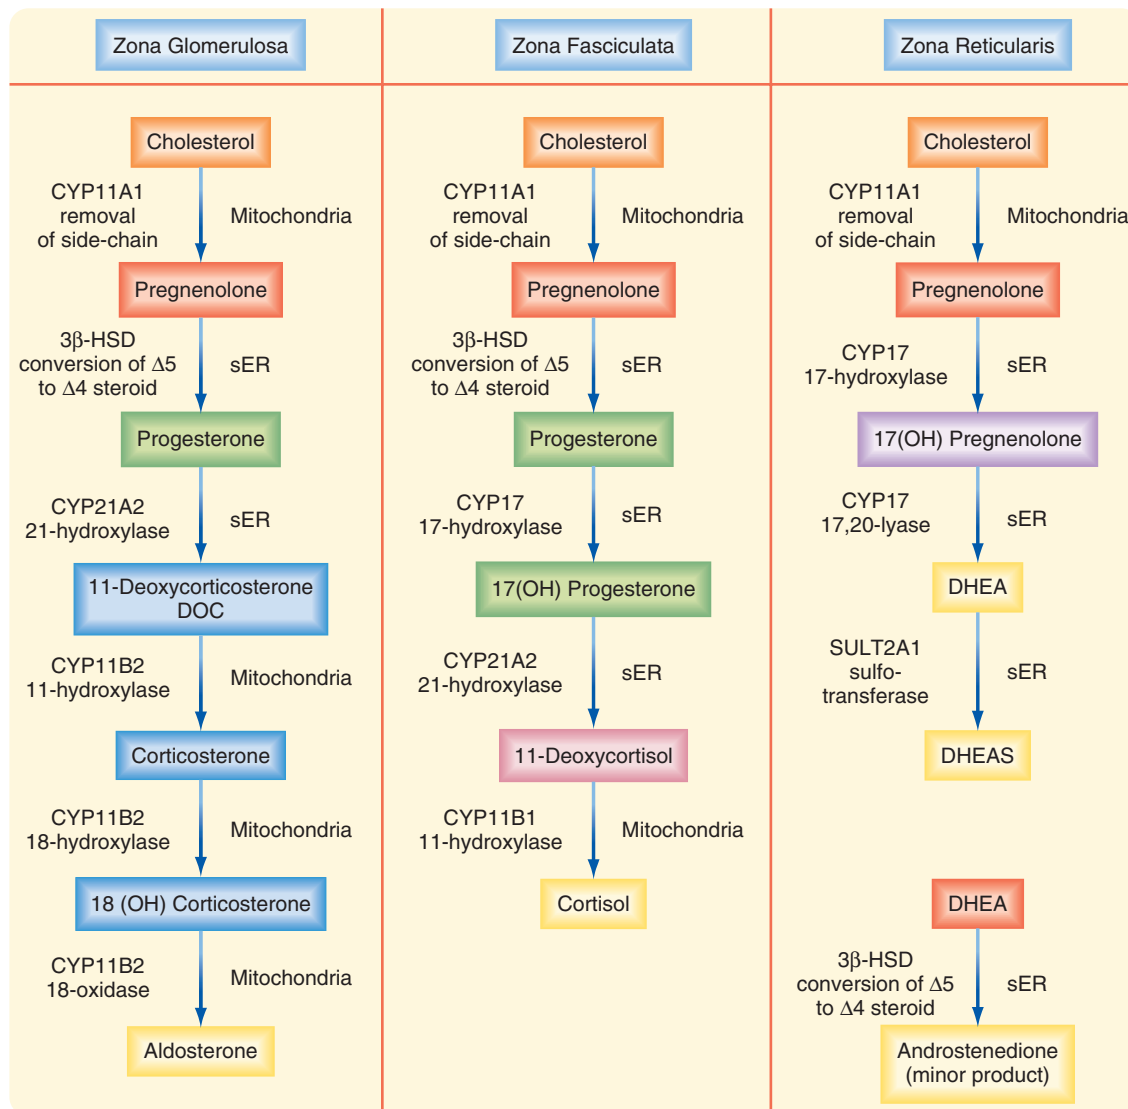 Zona Glomerulosa
Cholesterol
CYP11A1
removal
of side-chain
Mitochondria
Pregnenolone
3β-HSD
conversion of Δ5
to Δ4 steroid
sER
Progesterone
CYP21A2
21-hydroxylase
sER
11-Deoxycorticosterone
DOC
CYP11B2
11-hydroxylase
Mitochondria
Corticosterone
CYP11B2
18-hydroxylase
Mitochondria
18 (OH) Corticosterone
CYP11B2
18-oxidase
Mitochondria
Aldosterone
Zona Fasciculata
Cholesterol
CYP11A1
removal
of side-chain
Mitochondria
Pregnenolone
3β-HSD
conversion of Δ5
to Δ4 steroid
sER
Progesterone
CYP17
17-hydroxylase
sER
17(OH) Progesterone
CYP21A2
21-hydroxylase
sER
11-Deoxycortisol
CYP11B1
11-hydroxylase
Mitochondria
Cortisol
Zona Reticularis
Cholesterol
CYP11A1
removal
of side-chain
Mitochondria
Pregnenolone
CYP17
17-hydroxylase
sER
17(OH) Pregnenolone
CYP17
17,20-lyase
sER
DHEA
SULT2A1
sulfo-
transferase
sER
DHEAS
DHEA
3β-HSD
conversion of Δ5
to Δ4 steroid
sER
Androstenedione
(minor product)